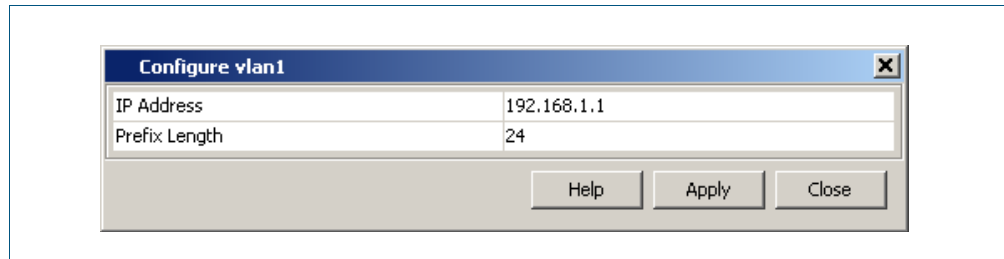 Configure vlan1
IP Address 192.168.1.1
Prefix Length 24
Help Apply Close